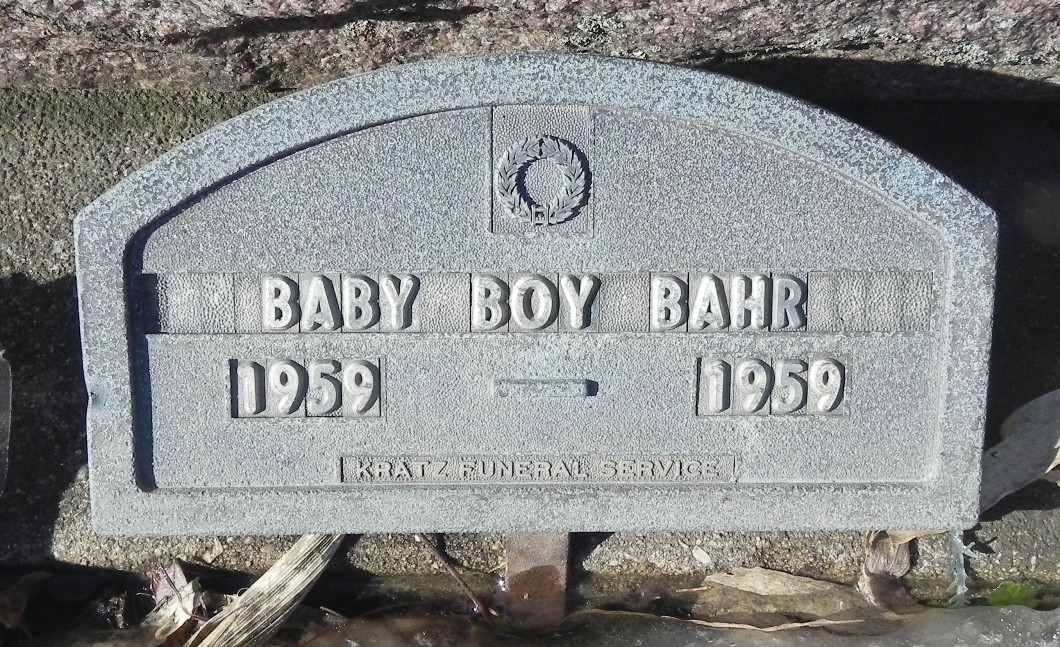 BABY BOY BAHR
1959 – 1959
KRATZ FUNERAL SERVICE